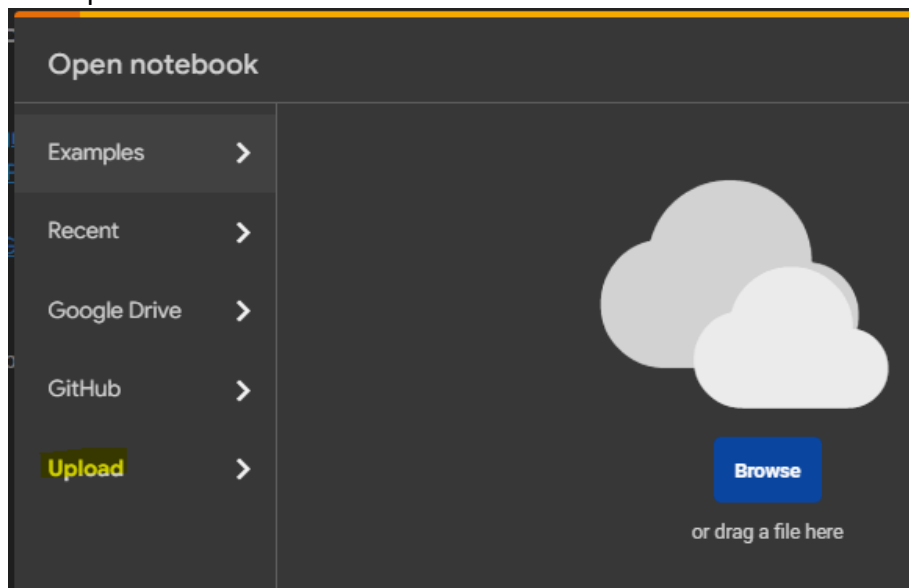 Open notebook
Examples
Recent
Google Drive
GitHub
Upload
Browse
or drag a file here